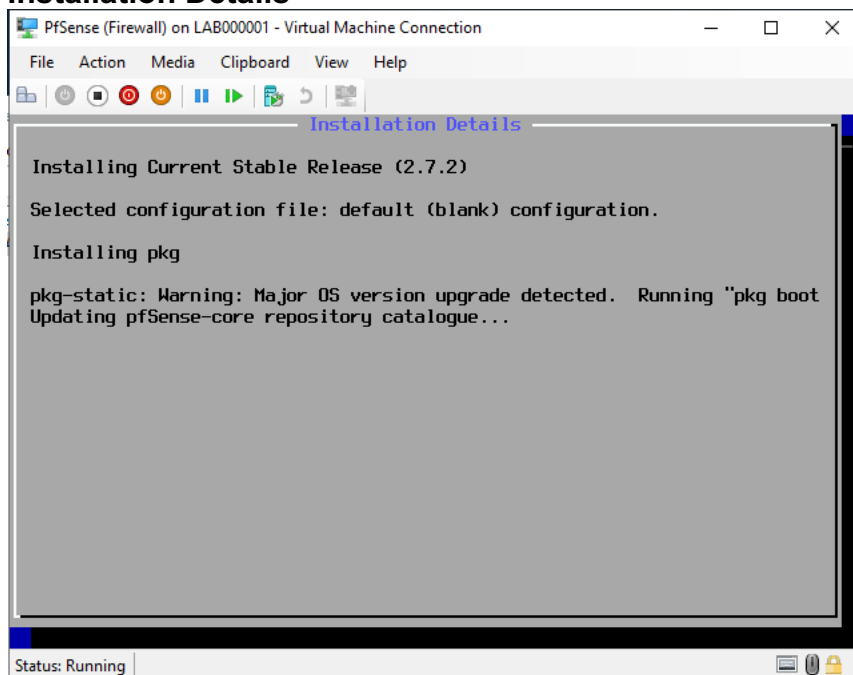 Installation Details
PfSense (Firewall) on LAB000001 - Virtual Machine Connection
File Action Media Clipboard View Help
Installation Details
Installing Current Stable Release (2.7.2)
Selected configuration file: default (blank) configuration.
Installing pkg
pkg-static: Warning: Major OS version upgrade detected.  Running "pkg boot
Updating pfSense-core repository catalogue...
Status: Running